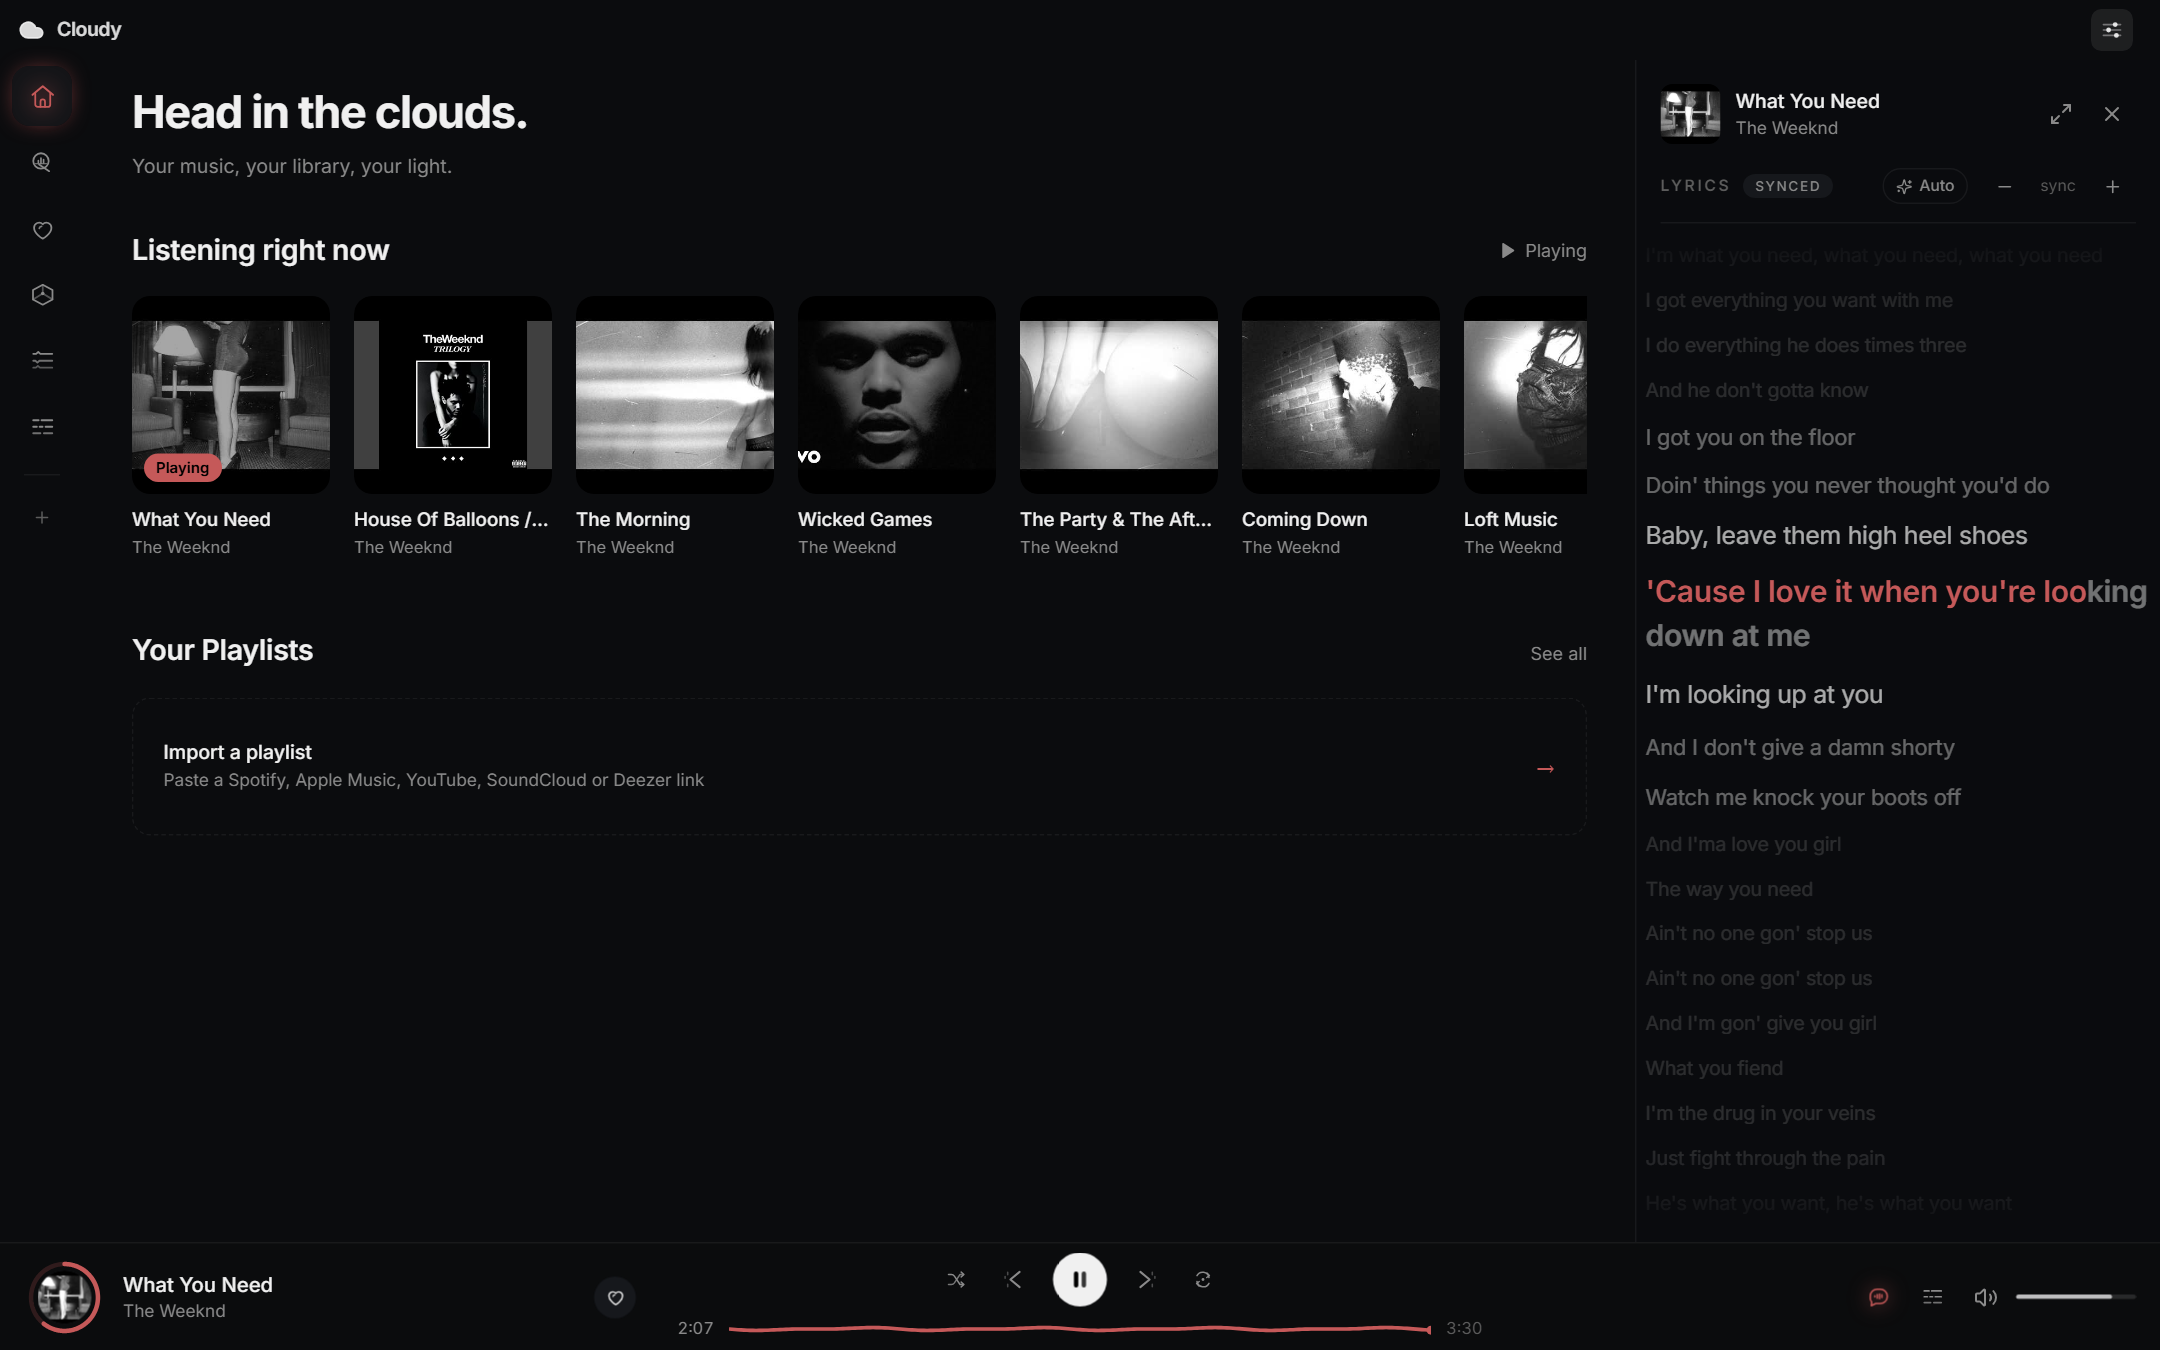 Cloudy
Head in the clouds.
Your music, your library, your light.
Listening right now
Playing
TheWeeknd
TRILOGY
VO
Playing
What You Need
The Weeknd
House Of Balloons /...
The Weeknd
The Morning
The Weeknd
Wicked Games
The Weeknd
The Party & The Aft...
The Weeknd
Coming Down
The Weeknd
Loft Music
The Weeknd
Your Playlists
See all
Import a playlist
Paste a Spotify, Apple Music, YouTube, SoundCloud or Deezer link
→
What You Need
The Weeknd
LYRICS SYNCED Auto − sync +
I'm what you need, what you need, what you need
I got everything you want with me
I do everything he does times three
And he don't gotta know
I got you on the floor
Doin' things you never thought you'd do
Baby, leave them high heel shoes
'Cause I love it when you're looking
down at me
I'm looking up at you
And I don't give a damn shorty
Watch me knock your boots off
And I'ma love you girl
The way you need
Ain't no one gon' stop us
Ain't no one gon' stop us
And I'm gon' give you girl
What you fiend
I'm the drug in your veins
Just fight through the pain
He's what you want, he's what you want
What You Need
The Weeknd
2:07
3:30